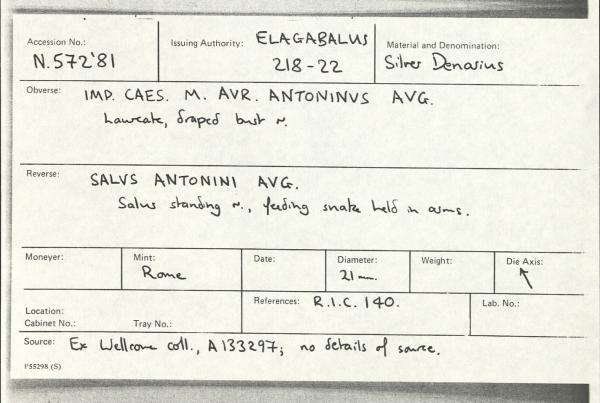 Accession No.: Issuing Authority: ELAGABALUS Material and Denomination:
N.572'81 218-22 Silver Denarius
Obverse: IMP. CAES. M. AVR. ANTONINVS AVG.
Laureate, draped bust r.
Reverse: SALVS ANTONINI AVG.
Salus standing r., feeding snake held in arms.
Moneyer: Mint: Date: Diameter: Weight: Die Axis:
Rome 21mm. ↖
Location: References: R.I.C. 140. Lab. No.:
Cabinet No.: Tray No.:
Source: Ex Wellcome coll., A133297; no details of source.
P55298 (S)